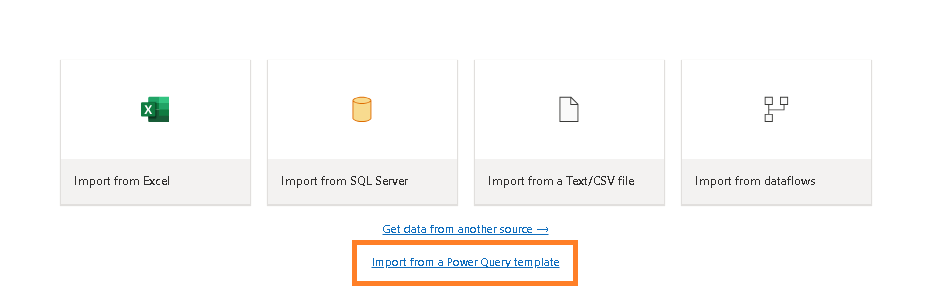 X
Import from Excel
Import from SQL Server
Import from a Text/CSV file
Import from dataflows
Get data from another source →
Import from a Power Query template